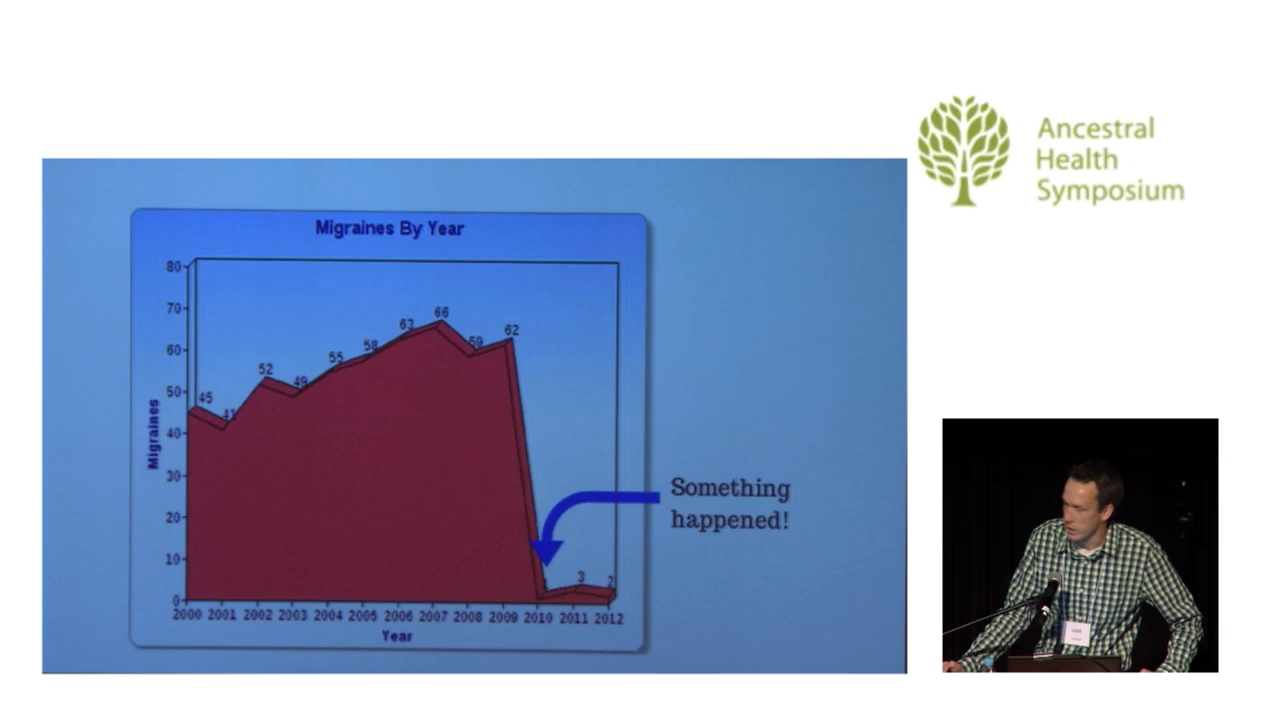 Ancestral
Health
Symposium
Migraines By Year
80
70
60
50
40
30
20
10
0
Migraines
45
41
52
49
55
58
63
66
59
62
3
2
2000 2001 2002 2003 2004 2005 2006 2007 2008 2009 2010 2011 2012
Year
Something
happened!